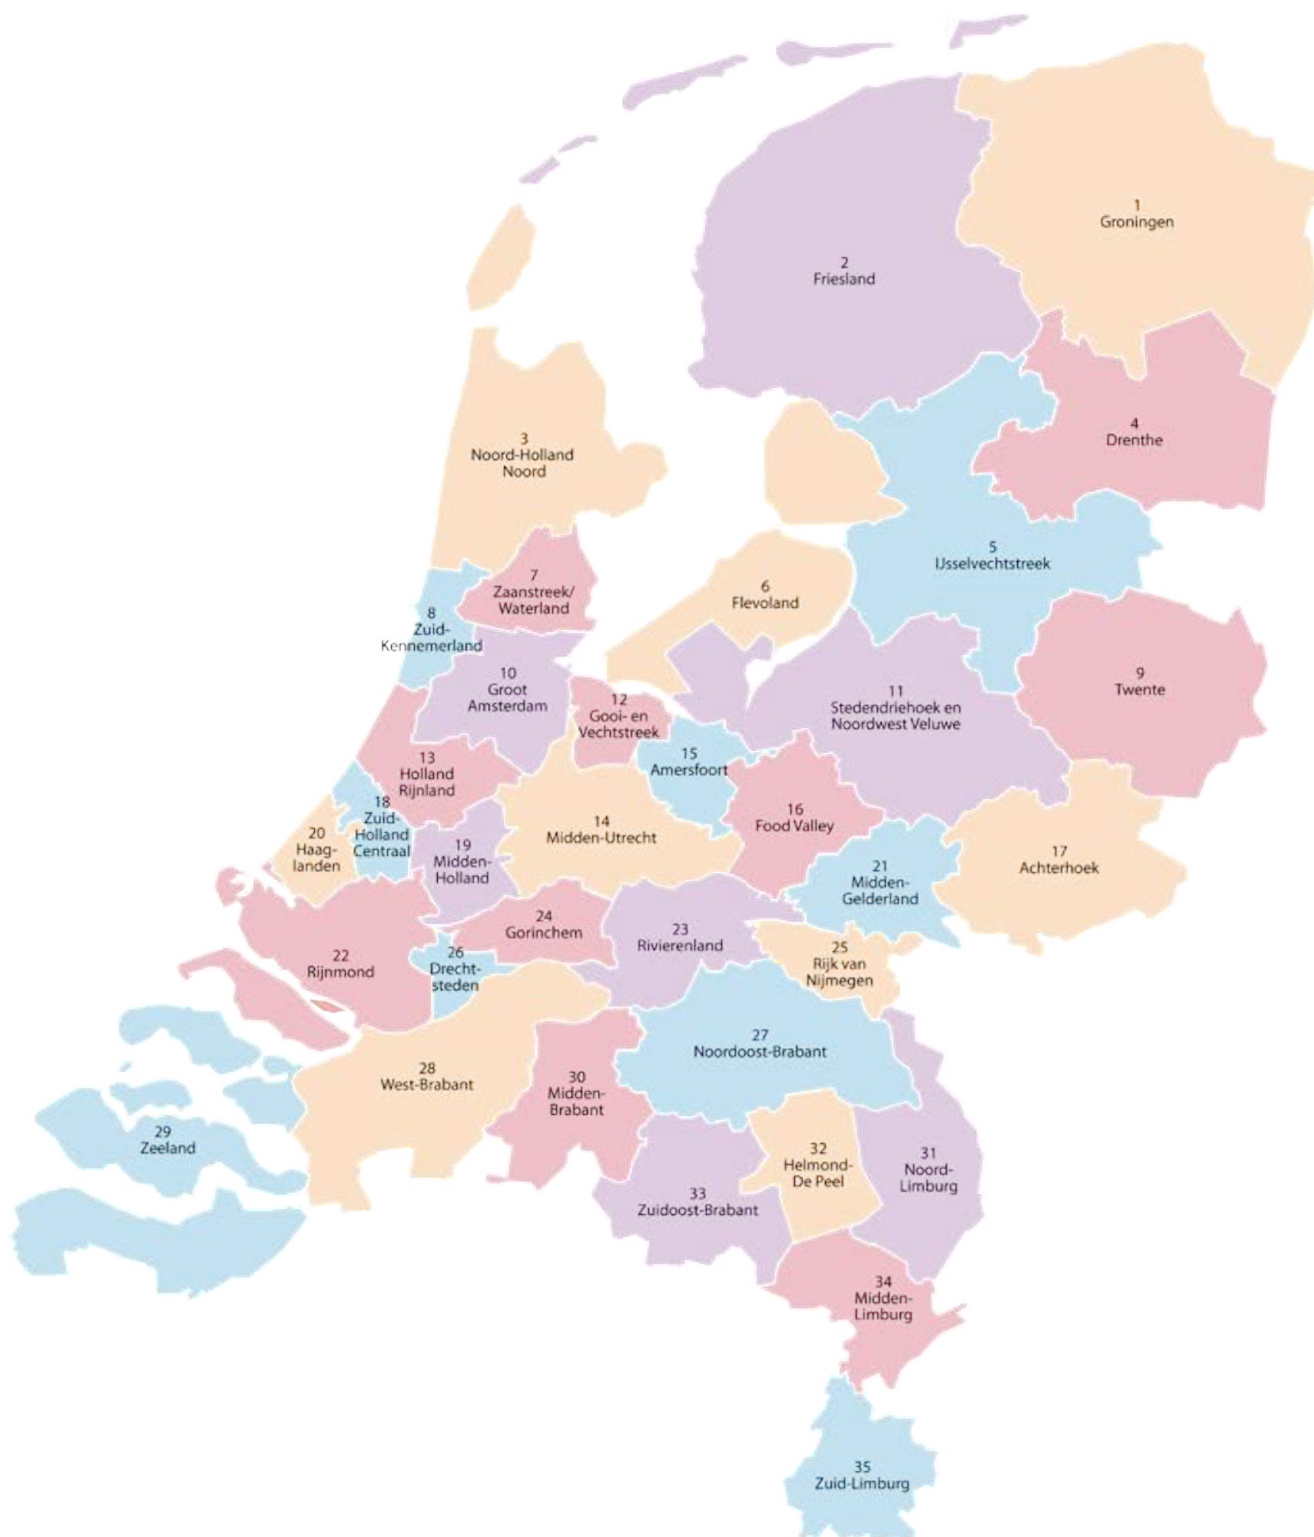 1
Groningen
2
Friesland
3
Noord-Holland
Noord
4
Drenthe
5
IJsselvechtstreek
6
Flevoland
7
Zaanstreek/
Waterland
8
Zuid-
Kennemerland
9
Twente
10
Groot
Amsterdam
11
Stedendriehoek en
Noordwest Veluwe
12
Gooi- en
Vechtstreek
13
Holland
Rijnland
14
Midden-Utrecht
15
Amersfoort
16
Food Valley
17
Achterhoek
18
Zuid-
Holland
Centraal
19
Midden-
Holland
20
Haag-
landen
21
Midden-
Gelderland
22
Rijnmond
23
Rivierenland
24
Gorinchem
25
Rijk van
Nijmegen
26
Drecht-
steden
27
Noordoost-Brabant
28
West-Brabant
29
Zeeland
30
Midden-
Brabant
31
Noord-
Limburg
32
Helmond-
De Peel
33
Zuidoost-Brabant
34
Midden-
Limburg
35
Zuid-Limburg